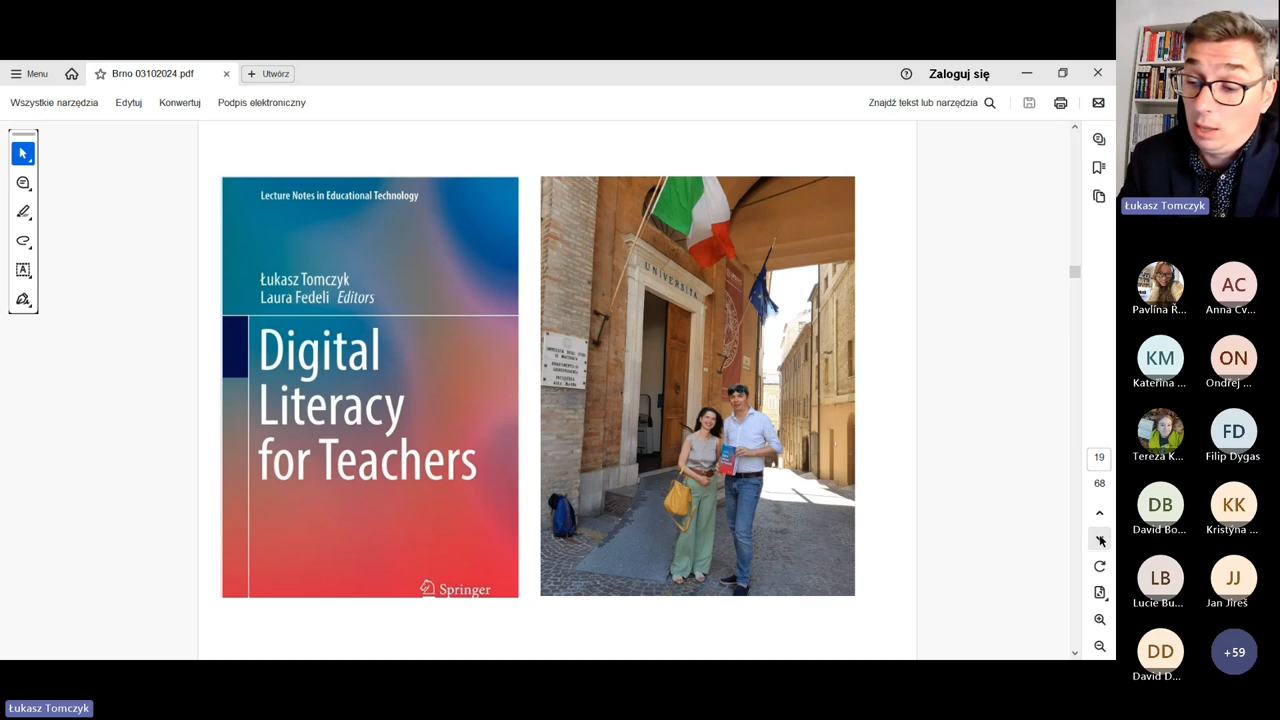 Menu
Brno 03102024.pdf
Utwórz
Zaloguj się
Wszystkie narzędzia
Edytuj
Konwertuj
Podpis elektroniczny
Znajdź tekst lub narzędzia
Lecture Notes in Educational Technology
Łukasz Tomczyk
Laura Fedeli Editors
Digital
Literacy
for Teachers
Springer
UNIVERSITÀ
19
68
Łukasz Tomczyk
Pavlína Ř...
AC
Anna Cv...
KM
Kateřina ...
ON
Ondřej ...
Tereza K...
FD
Filip Dygas
DB
David Bo...
KK
Kristýna ...
LB
Lucie Bu...
JJ
Jan Jireš
DD
David D...
+59
Łukasz Tomczyk